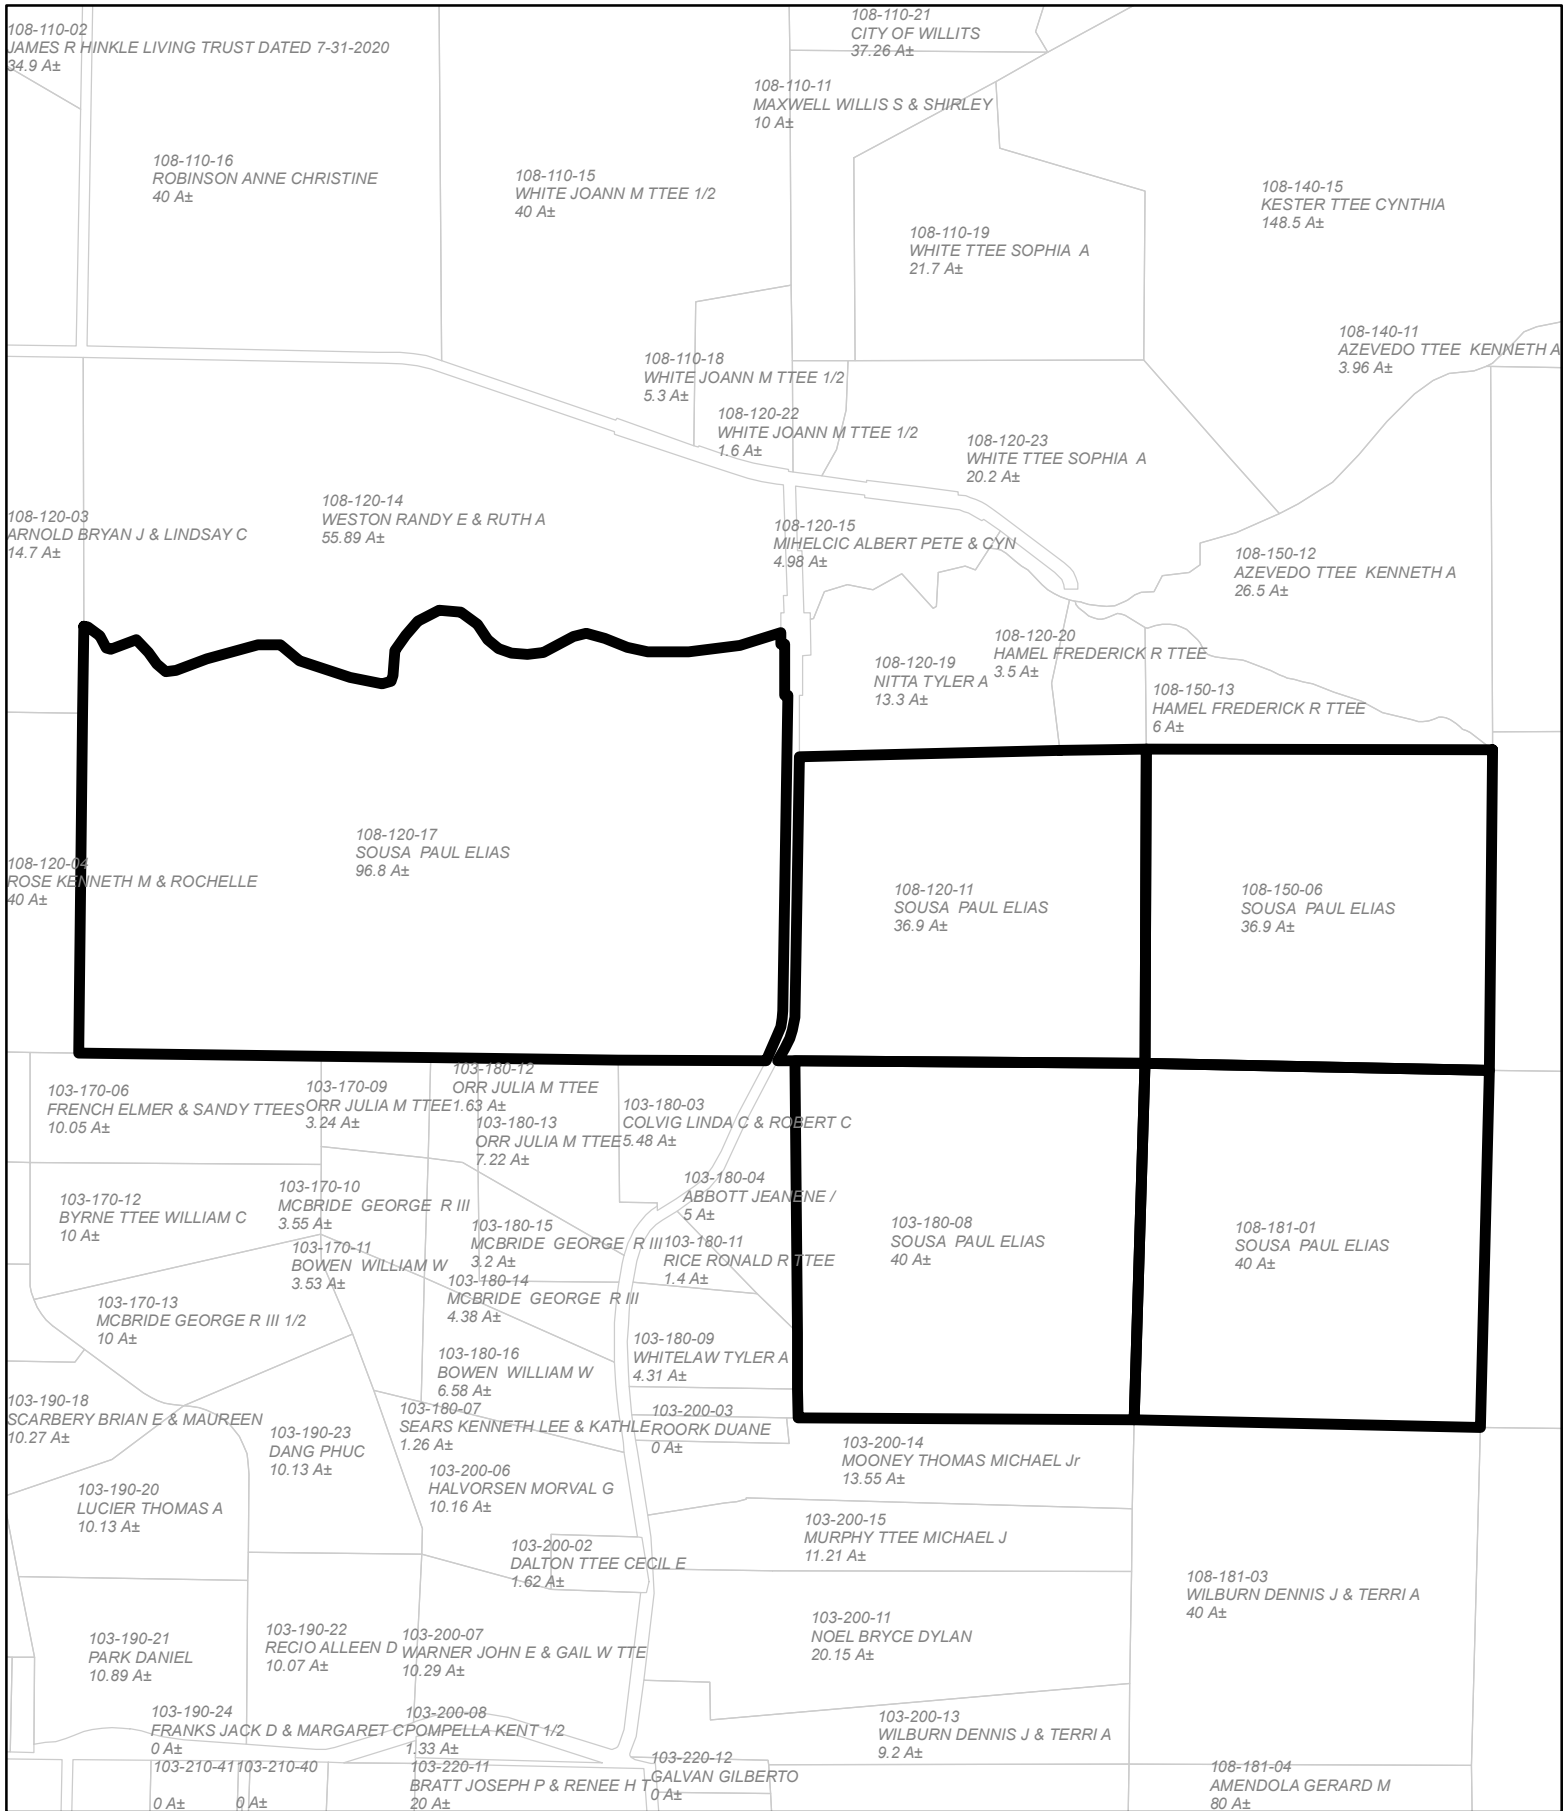 108-110-02
JAMES R HINKLE LIVING TRUST DATED 7-31-2020
34.9 A±
108-110-21
CITY OF WILLITS
37.26 A±
108-110-11
MAXWELL WILLIS S & SHIRLEY
10 A±
108-110-16
ROBINSON ANNE CHRISTINE
40 A±
108-110-15
WHITE JOANN M TTEE 1/2
40 A±
108-140-15
KESTER TTEE CYNTHIA
148.5 A±
108-110-19
WHITE TTEE SOPHIA  A
21.7 A±
108-140-11
AZEVEDO TTEE  KENNETH A
3.96 A±
108-110-18
WHITE JOANN M TTEE 1/2
5.3 A±
108-120-22
WHITE JOANN M TTEE 1/2
1.6 A±
108-120-23
WHITE TTEE SOPHIA  A
20.2 A±
108-120-14
WESTON RANDY E & RUTH A
55.89 A±
108-120-03
ARNOLD BRYAN J & LINDSAY C
14.7 A±
108-120-15
MIHELCIC ALBERT PETE & CYN
4.98 A±
108-150-12
AZEVEDO TTEE  KENNETH A
26.5 A±
108-120-20
HAMEL FREDERICK R TTEE
3.5 A±
108-120-19
NITTA TYLER A
13.3 A±
108-150-13
HAMEL FREDERICK R TTEE
6 A±
108-120-17
SOUSA  PAUL ELIAS
96.8 A±
108-120-04
ROSE KENNETH M & ROCHELLE
40 A±
108-120-11
SOUSA  PAUL ELIAS
36.9 A±
108-150-06
SOUSA  PAUL ELIAS
36.9 A±
103-170-06
FRENCH ELMER & SANDY TTEES
10.05 A±
103-170-09
ORR JULIA M TTEE
3.24 A±
103-180-12
ORR JULIA M TTEE
1.63 A±
103-180-13
ORR JULIA M TTEE
7.22 A±
103-180-03
COLVIG LINDA C & ROBERT C
5.48 A±
103-170-12
BYRNE TTEE WILLIAM C
10 A±
103-170-10
MCBRIDE  GEORGE  R III
3.55 A±
103-180-04
ABBOTT JEANENE /
5 A±
103-180-15
MCBRIDE  GEORGE  R III
3.2 A±
103-180-11
RICE RONALD R TTEE
1.4 A±
103-180-08
SOUSA  PAUL ELIAS
40 A±
108-181-01
SOUSA  PAUL ELIAS
40 A±
103-170-11
BOWEN  WILLIAM W
3.53 A±
103-180-14
MCBRIDE  GEORGE  R III
4.38 A±
103-170-13
MCBRIDE GEORGE R III 1/2
10 A±
103-180-09
WHITELAW TYLER A
4.31 A±
103-180-16
BOWEN  WILLIAM W
6.58 A±
103-190-18
SCARBERY BRIAN E & MAUREEN
10.27 A±
103-180-07
SEARS KENNETH LEE & KATHLE
1.26 A±
103-200-03
ROORK DUANE
0 A±
103-190-23
DANG PHUC
10.13 A±
103-200-14
MOONEY THOMAS MICHAEL Jr
13.55 A±
103-200-06
HALVORSEN MORVAL G
10.16 A±
103-190-20
LUCIER THOMAS A
10.13 A±
103-200-15
MURPHY TTEE MICHAEL J
11.21 A±
103-200-02
DALTON TTEE CECIL E
1.62 A±
108-181-03
WILBURN DENNIS J & TERRI A
40 A±
103-200-11
NOEL BRYCE DYLAN
20.15 A±
103-190-21
PARK DANIEL
10.89 A±
103-190-22
RECIO ALLEEN D
10.07 A±
103-200-07
WARNER JOHN E & GAIL W TTE
10.29 A±
103-190-24
FRANKS JACK D & MARGARET C
0 A±
103-200-08
POMPELLA KENT 1/2
1.33 A±
103-200-13
WILBURN DENNIS J & TERRI A
9.2 A±
103-210-41
0 A±
103-210-40
0 A±
103-220-11
BRATT JOSEPH P & RENEE H T
20 A±
103-220-12
GALVAN GILBERTO
0 A±
108-181-04
AMENDOLA GERARD M
80 A±